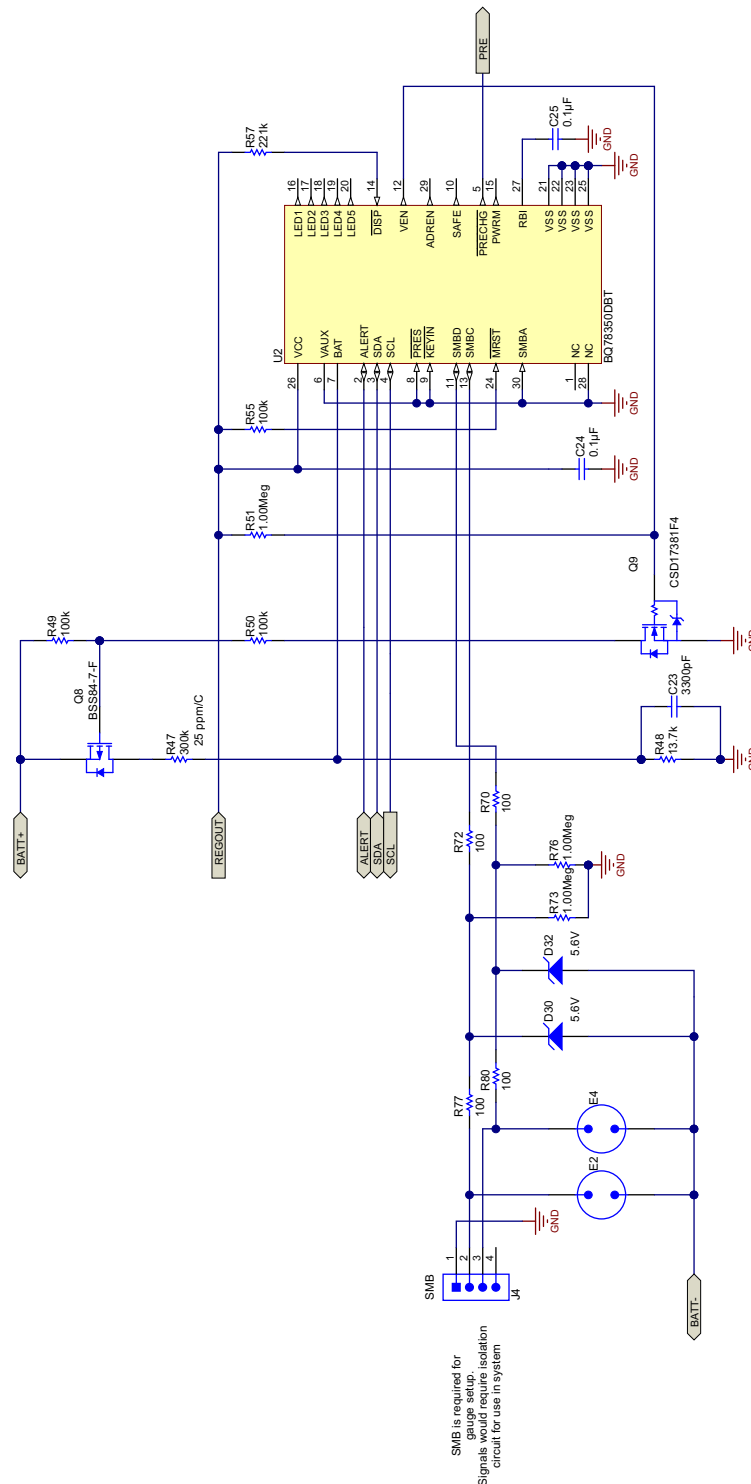 BATT+
REGOUT
ALERT
SDA
SCL
PRE
BATT-
R49
100k
Q8
BSS84-7-F
R47
300k
25 ppm/C
R50
100k
R51
1.00Meg
R55
100k
R57
221k
U2
BQ78350DBT
VCC
26
VAUX
6
BAT
7
ALERT
2
SDA
3
SCL
4
PRES
8
KEYIN
9
SMBD
11
SMBC
13
MRST
24
SMBA
30
NC
1
NC
28
LED1
16
LED2
17
LED3
18
LED4
19
LED5
20
DISP
14
VEN
12
ADREN
29
SAFE
10
PRECHG
5
PWRM
15
RBI
27
VSS
21
VSS
22
VSS
23
VSS
25
C25
0.1µF
GND
GND
GND
C24
0.1µF
GND
Q9
CSD17381F4
GND
C23
3300pF
R48
13.7k
GND
R72
100
R70
100
R76
1.00Meg
R73
1.00Meg
GND
D32
5.6V
D30
5.6V
R77
100
R80
100
E4
E2
GND
SMB
1
2
3
4
J4
SMB is required for
gauge setup.
Signals would require isolation
circuit for use in system